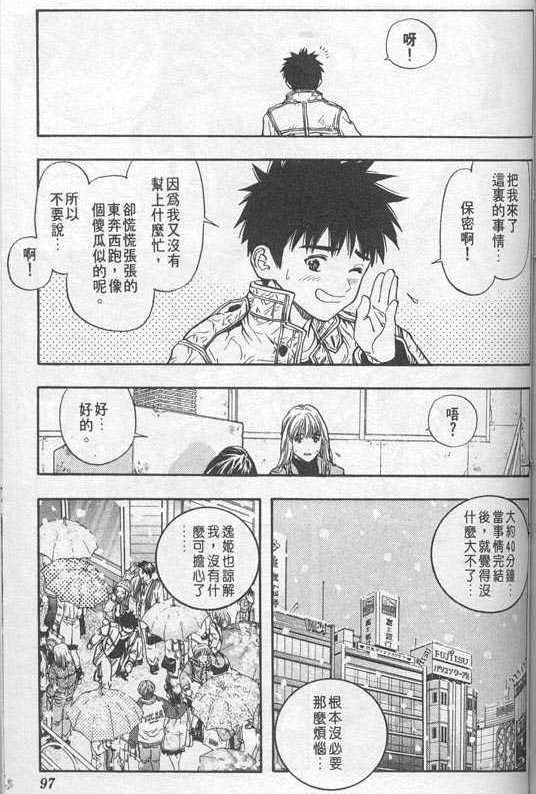 呀！
把我來了
這裏的事情…
保密啊！
因爲我又沒有
幫上什麼忙，
卻慌慌張張的
東奔西跑，像
個傻瓜似的呢。
所以
不要說…
啊！
唔？
好…
好的。
大約40分鐘…
當事情完結
後，就覺得沒
什麼大不了…
FUJITSU
富士銀行
根本沒必要
那麼煩惱…
逸姬也諒解
我，沒有什
麼可擔心了
……
97